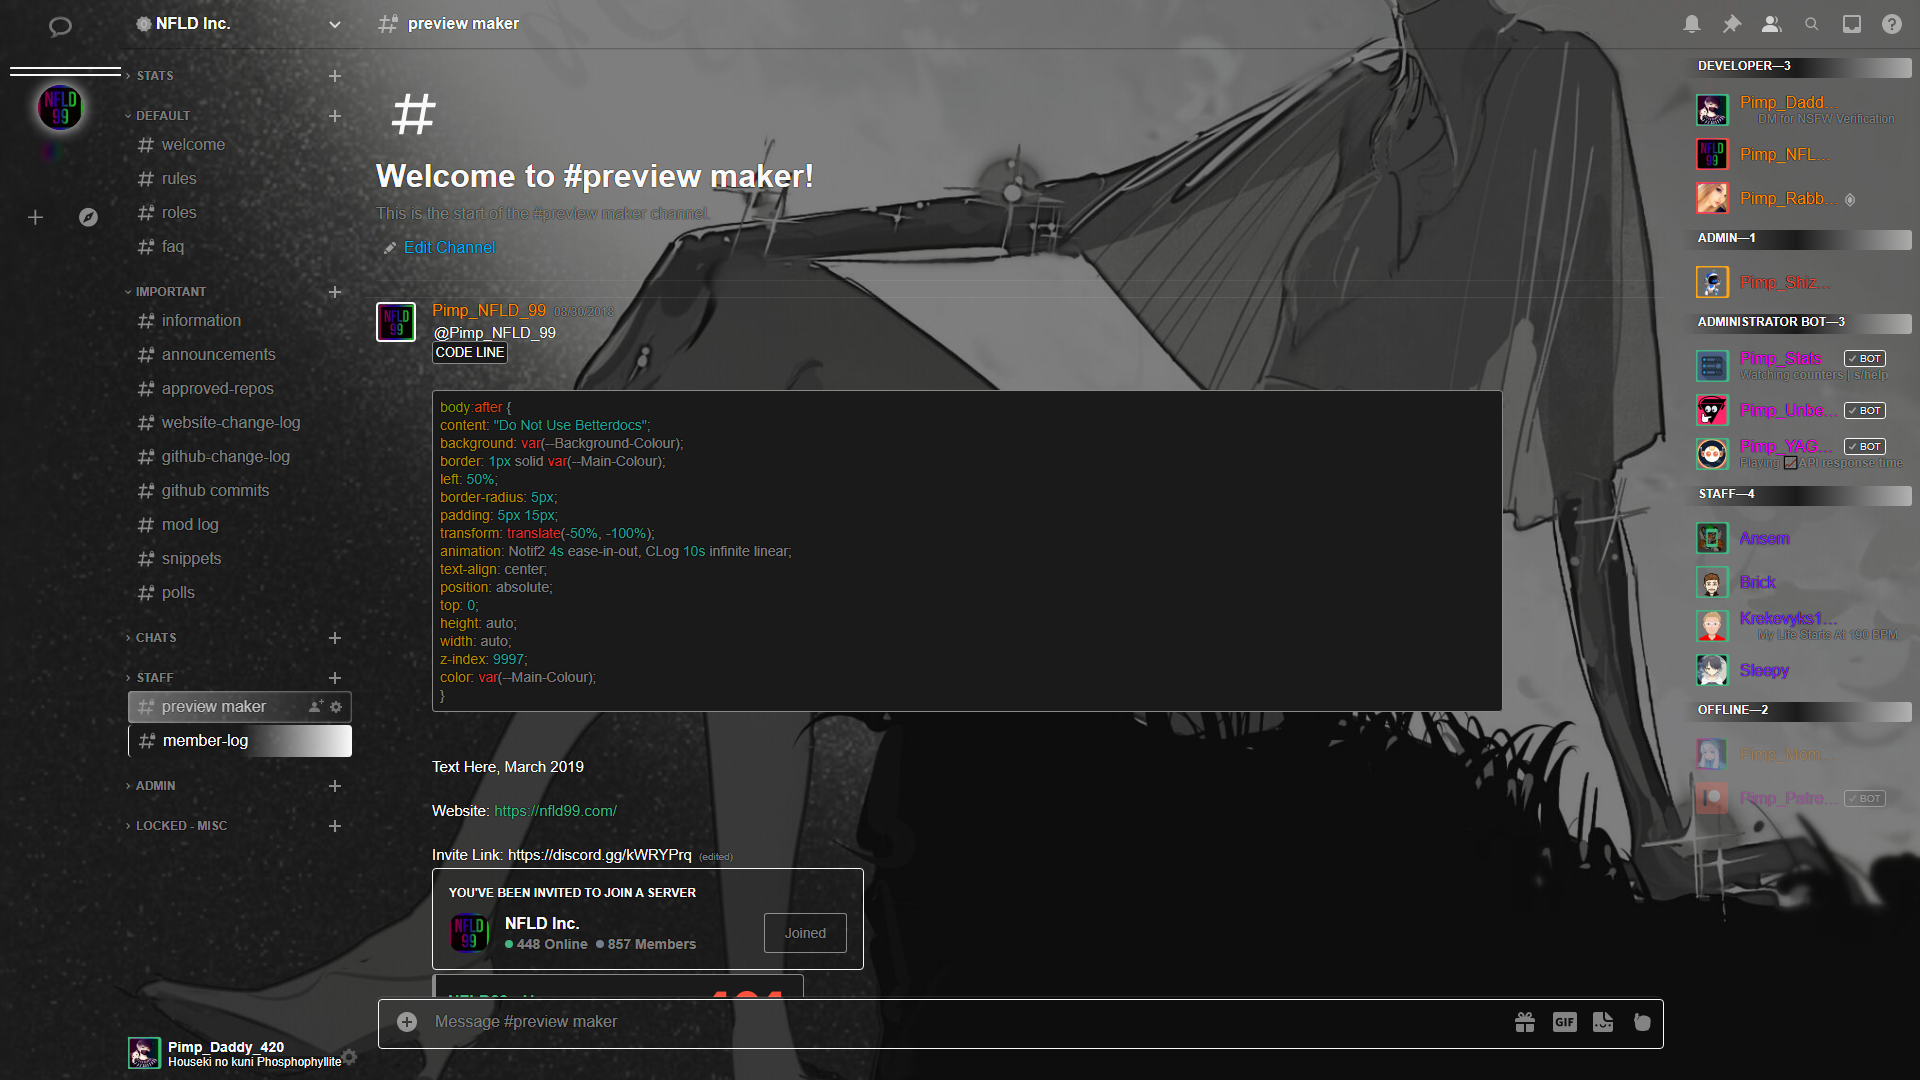 NFLD Inc.
STATS
DEFAULT
welcome
rules
roles
faq
IMPORTANT
information
announcements
approved-repos
website-change-log
github-change-log
github commits
mod log
snippets
polls
CHATS
STAFF
preview maker
member-log
ADMIN
LOCKED - MISC
Pimp_Daddy_420
Houseki no kuni Phosphophyllite
NFLD
99
preview maker
Welcome to #preview maker!
This is the start of the #preview maker channel.
Edit Channel
Pimp_NFLD_99 08/30/2018
@Pimp_NFLD_99
CODE LINE
body:after {
content: "Do Not Use Betterdocs";
background: var(--Background-Colour);
border: 1px solid var(--Main-Colour);
left: 50%;
border-radius: 5px;
padding: 5px 15px;
transform: translate(-50%, -100%);
animation: Notif2 4s ease-in-out, CLog 10s infinite linear;
text-align: center;
position: absolute;
top: 0;
height: auto;
width: auto;
z-index: 9997;
color: var(--Main-Colour);
}
Text Here, March 2019
Website: https://nfld99.com/
Invite Link: https://discord.gg/kWRYPrq (edited)
YOU'VE BEEN INVITED TO JOIN A SERVER
NFLD Inc.
448 Online 857 Members
Joined
Message #preview maker
GIF
DEVELOPER—3
Pimp_Dadd...
DM for NSFW Verification
Pimp_NFL...
Pimp_Rabb...
ADMIN—1
Pimp_Shiz...
ADMINISTRATOR BOT—3
Pimp_Stats BOT
Watching counters | s/help
Pimp_Unbe... BOT
Pimp_YAG... BOT
Playing API response time
STAFF—4
Ansem
Brick
Krokovyks1...
My Life Starts At 190 BPM
Sleepy
OFFLINE—2
Pimp_Mom...
Pimp_Patre... BOT